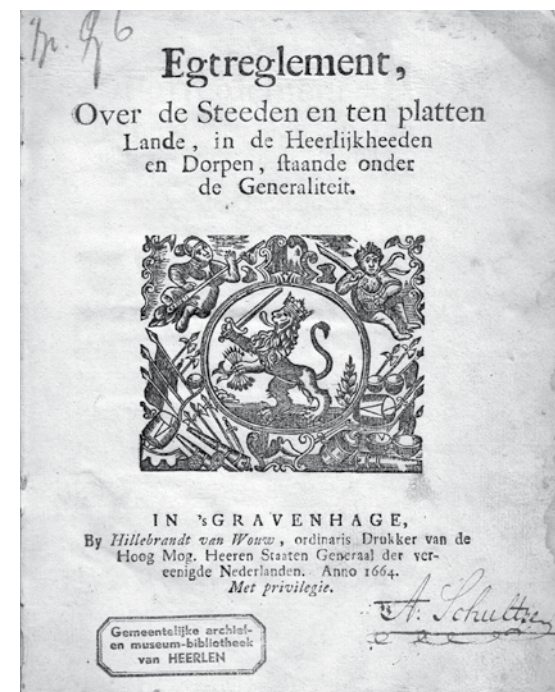 Egtreglement,
Over de Steeden en ten platten
Lande, in de Heerlijkheeden
en Dorpen, staande onder
de Generaliteit.
IN 'sGRAVENHAGE,
By Hillebrandt van Wouw, ordinaris Drukker van de
Hoog Mog. Heeren Staaten Generaal der ver-
eenigde Nederlanden. Anno 1664.
Met privilegie.
A. Schultze
Gemeentelijke archief-
en museum-bibliotheek
van HEERLEN